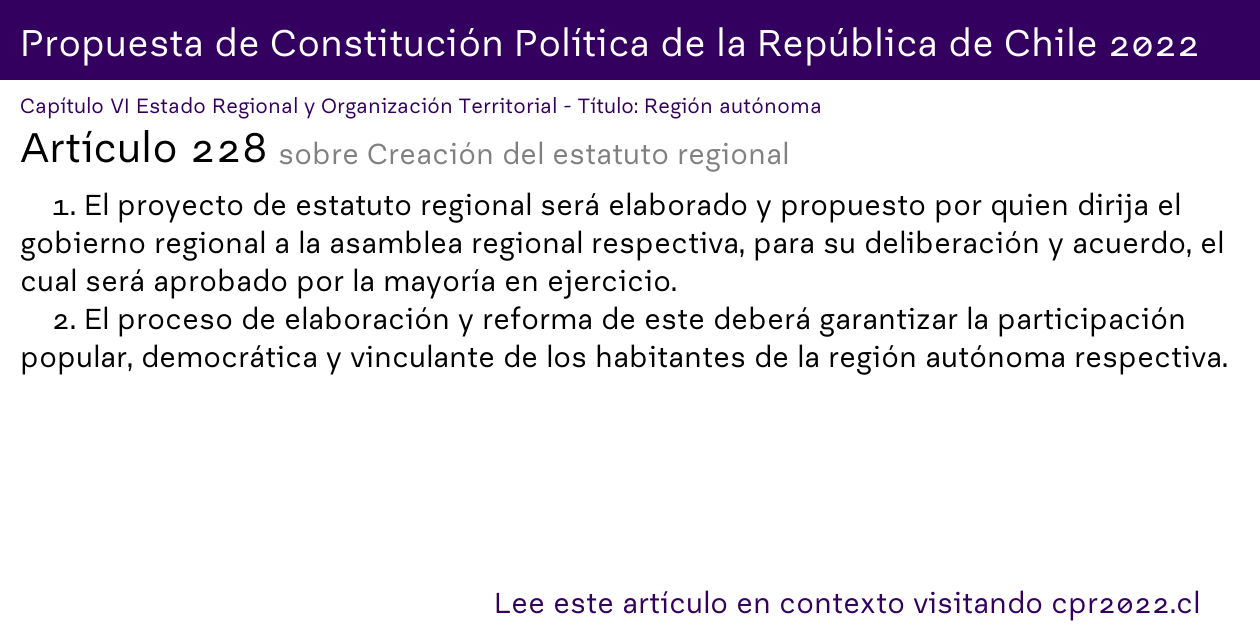 Propuesta de Constitución Política de la República de Chile 2022
Capítulo VI Estado Regional y Organización Territorial - Título: Región autónoma
Artículo 228 sobre Creación del estatuto regional
1. El proyecto de estatuto regional será elaborado y propuesto por quien dirija el
gobierno regional a la asamblea regional respectiva, para su deliberación y acuerdo, el
cual será aprobado por la mayoría en ejercicio.
2. El proceso de elaboración y reforma de este deberá garantizar la participación
popular, democrática y vinculante de los habitantes de la región autónoma respectiva.
Lee este artículo en contexto visitando cpr2022.cl